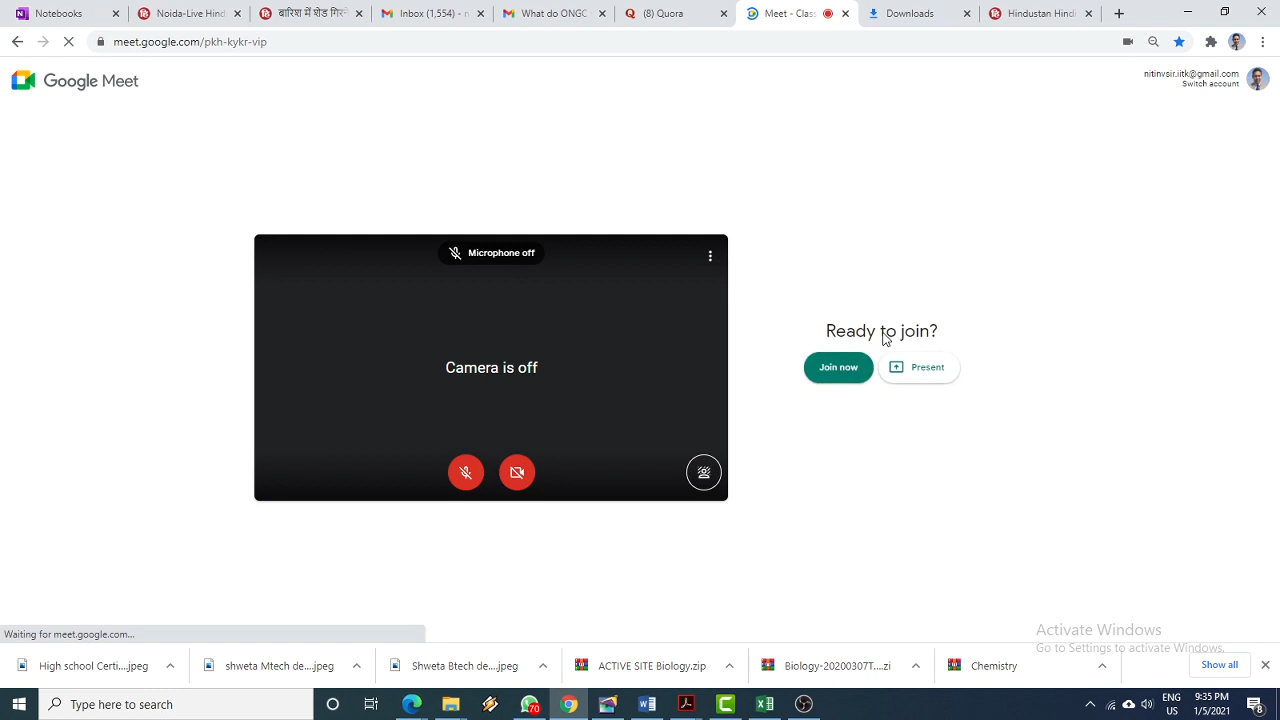 Notebooks
Noida-Live Hind
बारिश में प्रोड गिर
Inbox (1,554) - n
What do ONGC
(8) Quora
Meet - Class
Downloads
Hindustan Hindi
meet.google.com/pkh-kykr-vip
Google Meet
nitinvsir.iitk@gmail.com
Switch account
Microphone off
Camera is off
Ready to join?
Join now
Present
Waiting for meet.google.com...
Activate Windows
Go to Settings to activate Windows.
High school Certi....jpeg
shweta Mtech de....jpeg
Shweta Btech de....jpeg
ACTIVE SITE Biology.zip
Biology-20200307T....zi
Chemistry
Show all
Type here to search
70
ENG
US
9:35 PM
1/5/2021
8